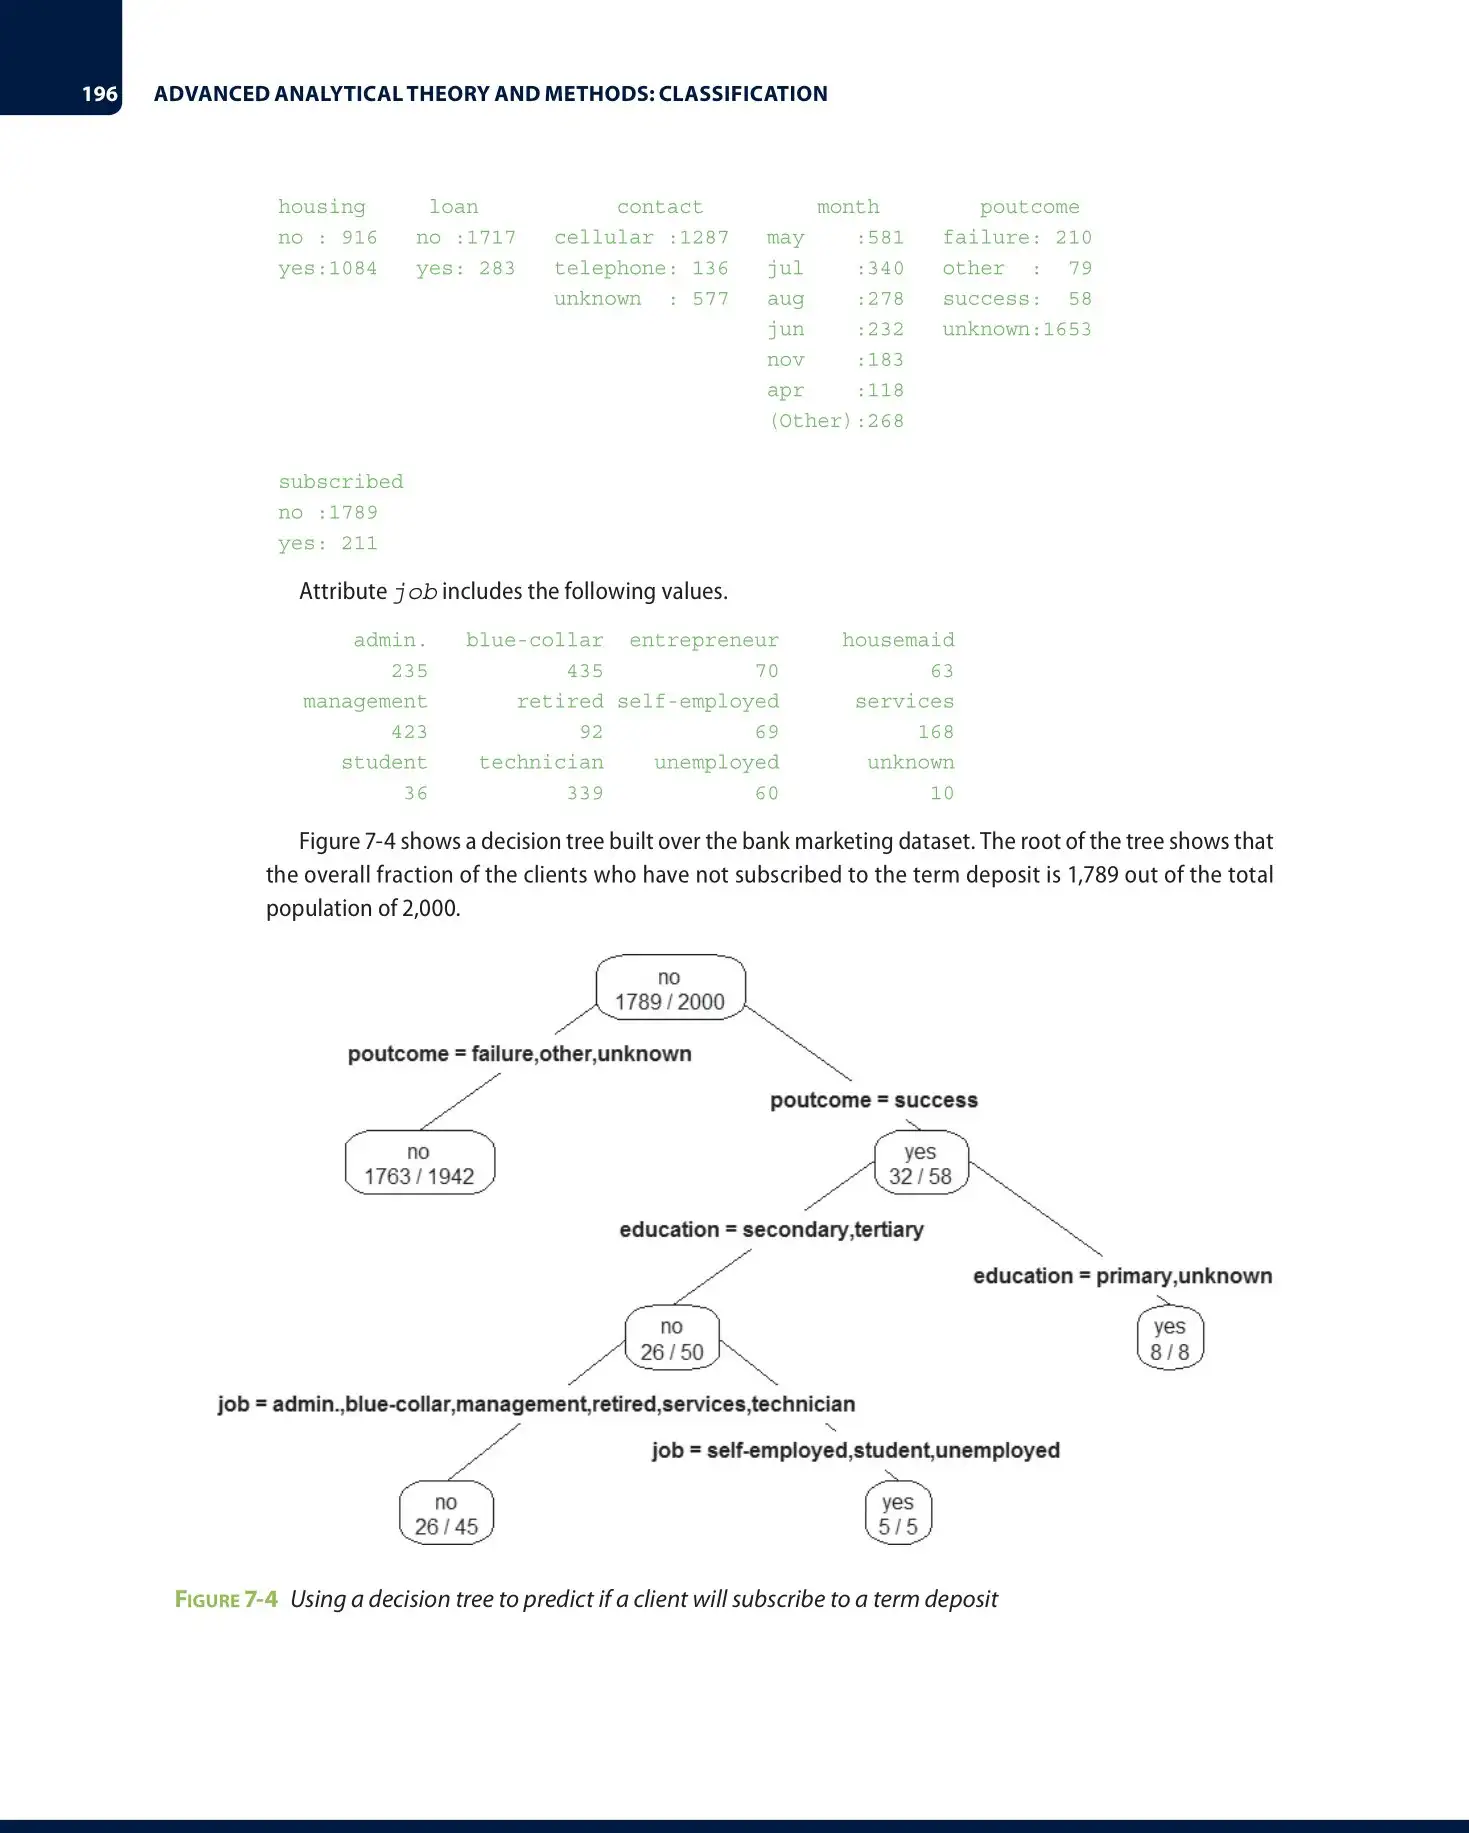 196 ADVANCED ANALYTICAL THEORY AND METHODS: CLASSIFICATION
housing loan contact month poutcome
no : 916 no :1717 cellular :1287 may :581 failure: 210
yes:1084 yes: 283 telephone: 136 jul :340 other : 79
unknown : 577 aug :278 success: 58
jun :232 unknown:1653
nov :183
apr :118
(Other):268
subscribed
no :1789
yes: 211
Attribute job includes the following values.
admin. blue-collar entrepreneur housemaid
235 435 70 63
management retired self-employed services
423 92 69 168
student technician unemployed unknown
36 339 60 10
Figure 7-4 shows a decision tree built over the bank marketing dataset. The root of the tree shows that
the overall fraction of the clients who have not subscribed to the term deposit is 1,789 out of the total
population of 2,000.
no
1789 / 2000
poutcome = failure,other,unknown
poutcome = success
no
1763 / 1942
yes
32 / 58
education = secondary,tertiary
education = primary,unknown
no
26 / 50
yes
8 / 8
job = admin.,blue-collar,management,retired,services,technician
job = self-employed,student,unemployed
no
26 / 45
yes
5 / 5
FIGURE 7-4 Using a decision tree to predict if a client will subscribe to a term deposit